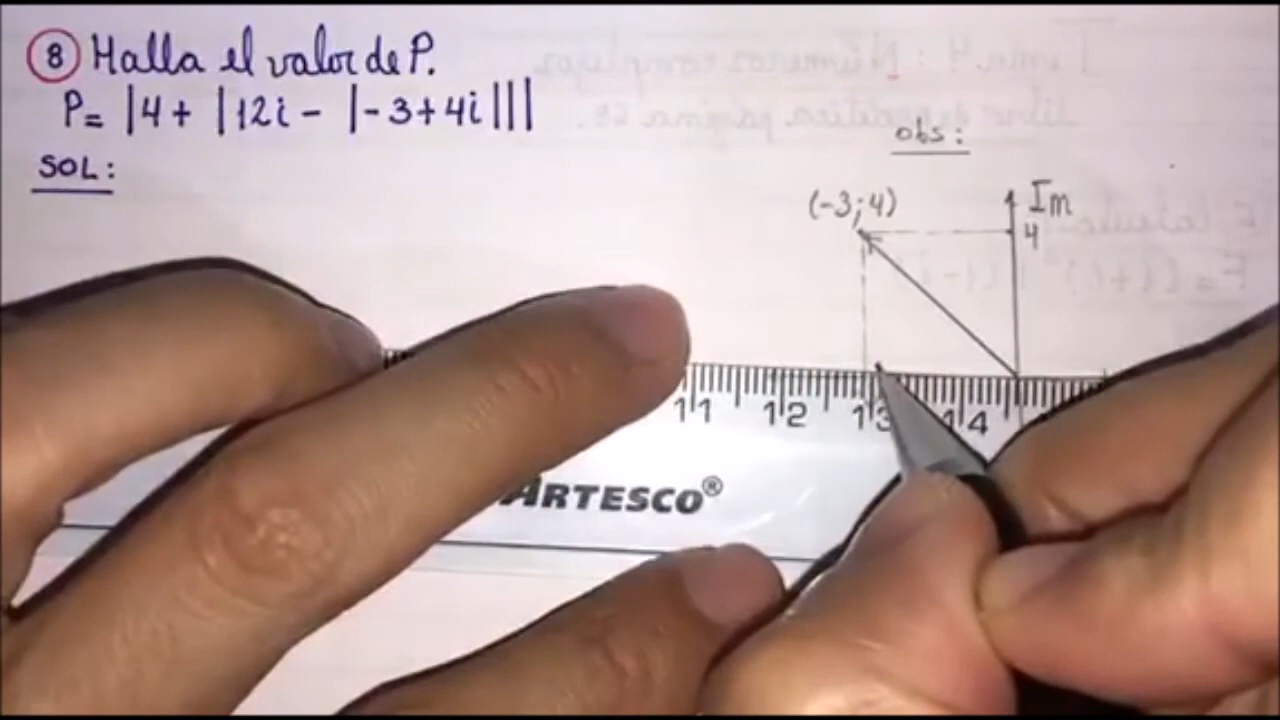 8 Halla el valor de P.
P= |4+ |12i - |-3+4i|||
SOL:
obs:
(-3;4)
Im
4
11 12 13 14
ARTESCO®